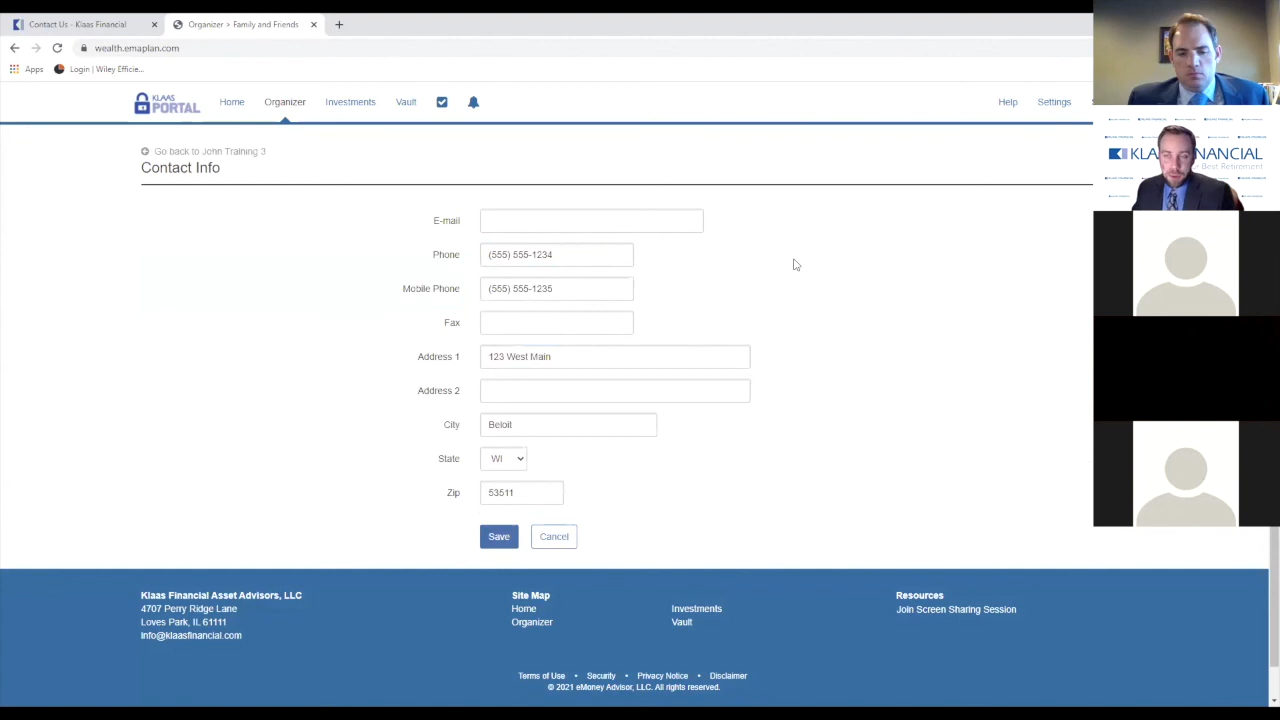 Contact Us - Klaas Financial
Organizer > Family and Friends
wealth.emaplan.com
Apps
Login | Wiley Efficie...
KLAAS PORTAL
Home
Organizer
Investments
Vault
Help
Settings
Go back to John Training 3
Contact Info
E-mail
Phone (555) 555-1234
Mobile Phone (555) 555-1235
Fax
Address 1 123 West Main
Address 2
City Beloit
State WI
Zip 53511
Save Cancel
Klaas Financial Asset Advisors, LLC
4707 Perry Ridge Lane
Loves Park, IL 61111
info@klaasfinancial.com
Site Map
Home
Organizer
Investments
Vault
Resources
Join Screen Sharing Session
Terms of Use • Security • Privacy Notice • Disclaimer
© 2021 eMoney Advisor, LLC. All rights reserved.
Best Retirement